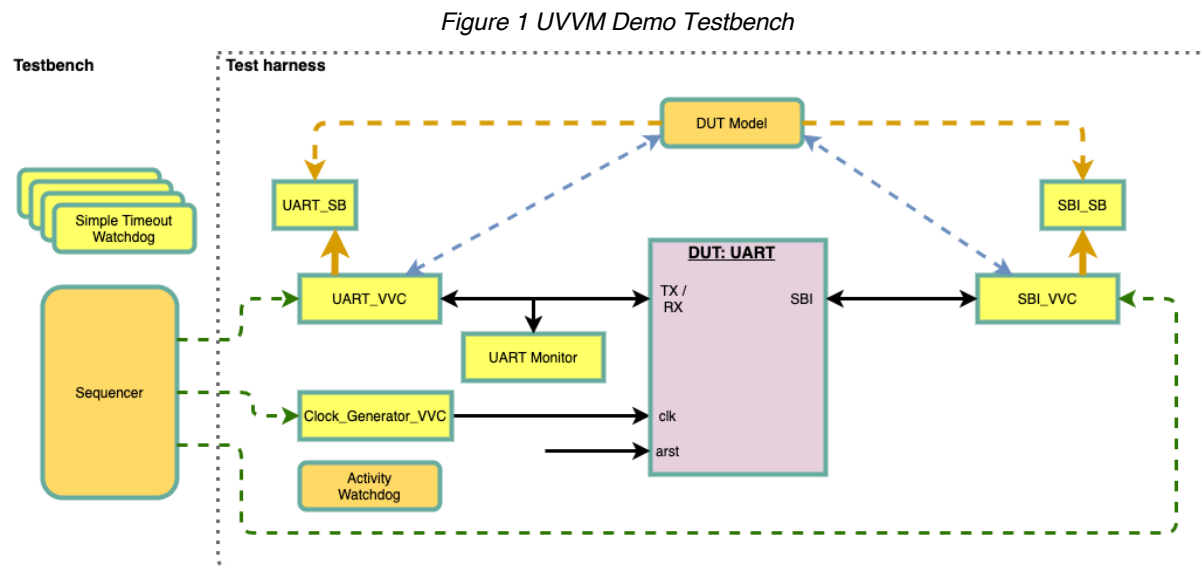 Figure 1 UVVM Demo Testbench
Testbench
Test harness
DUT Model
UART_SB
SBI_SB
Simple Timeout
Watchdog
DUT: UART
UART_VVC
TX /
RX
SBI
SBI_VVC
UART Monitor
Sequencer
Clock_Generator_VVC
clk
arst
Activity
Watchdog